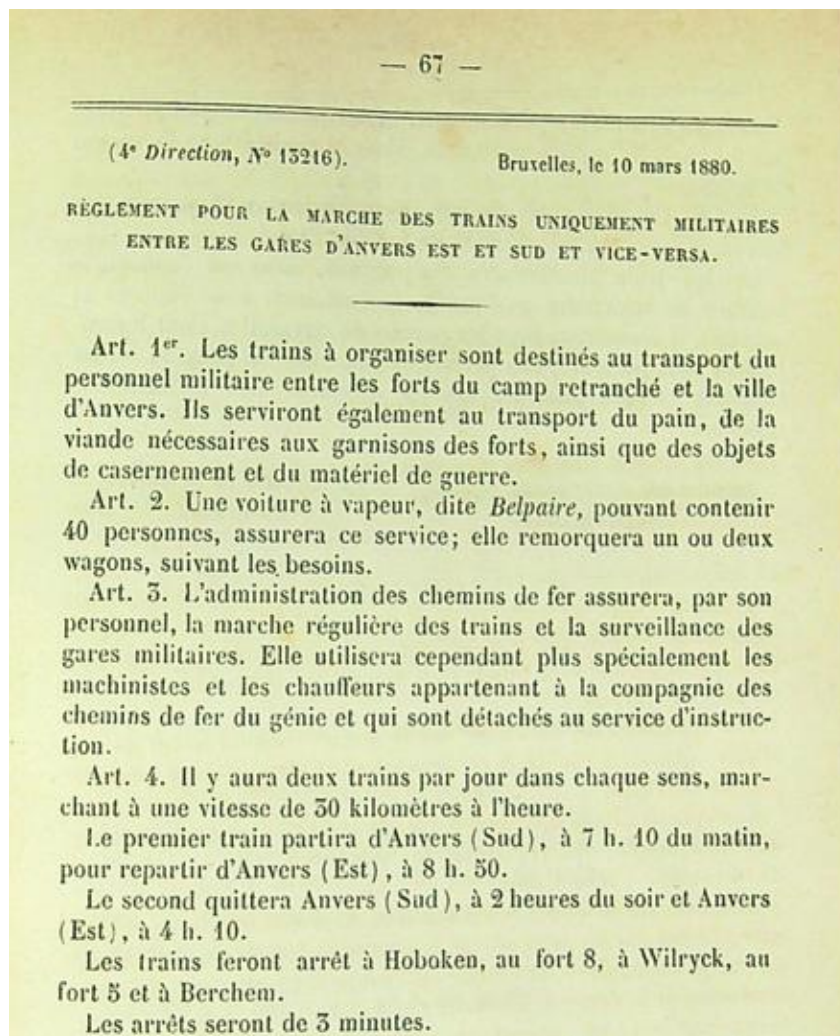 — 67 —
(4e Direction, No 13216). Bruxelles, le 10 mars 1880.
RÈGLEMENT POUR LA MARCHE DES TRAINS UNIQUEMENT MILITAIRES
ENTRE LES GARES D'ANVERS EST ET SUD ET VICE-VERSA.
Art. 1er. Les trains à organiser sont destinés au transport du
personnel militaire entre les forts du camp retranché et la ville
d'Anvers. Ils serviront également au transport du pain, de la
viande nécessaires aux garnisons des forts, ainsi que des objets
de casernement et du matériel de guerre.
Art. 2. Une voiture à vapeur, dite Belpaire, pouvant contenir
40 personnes, assurera ce service; elle remorquera un ou deux
wagons, suivant les besoins.
Art. 3. L'administration des chemins de fer assurera, par son
personnel, la marche régulière des trains et la surveillance des
gares militaires. Elle utilisera cependant plus spécialement les
machinistes et les chauffeurs appartenant à la compagnie des
chemins de fer du génie et qui sont détachés au service d'instruc-
tion.
Art. 4. Il y aura deux trains par jour dans chaque sens, mar-
chant à une vitesse de 30 kilomètres à l'heure.
Le premier train partira d'Anvers (Sud), à 7 h. 10 du matin,
pour repartir d'Anvers (Est), à 8 h. 50.
Le second quittera Anvers (Sud), à 2 heures du soir et Anvers
(Est), à 4 h. 10.
Les trains feront arrêt à Hoboken, au fort 8, à Wilryck, au
fort 5 et à Berchem.
Les arrêts seront de 3 minutes.